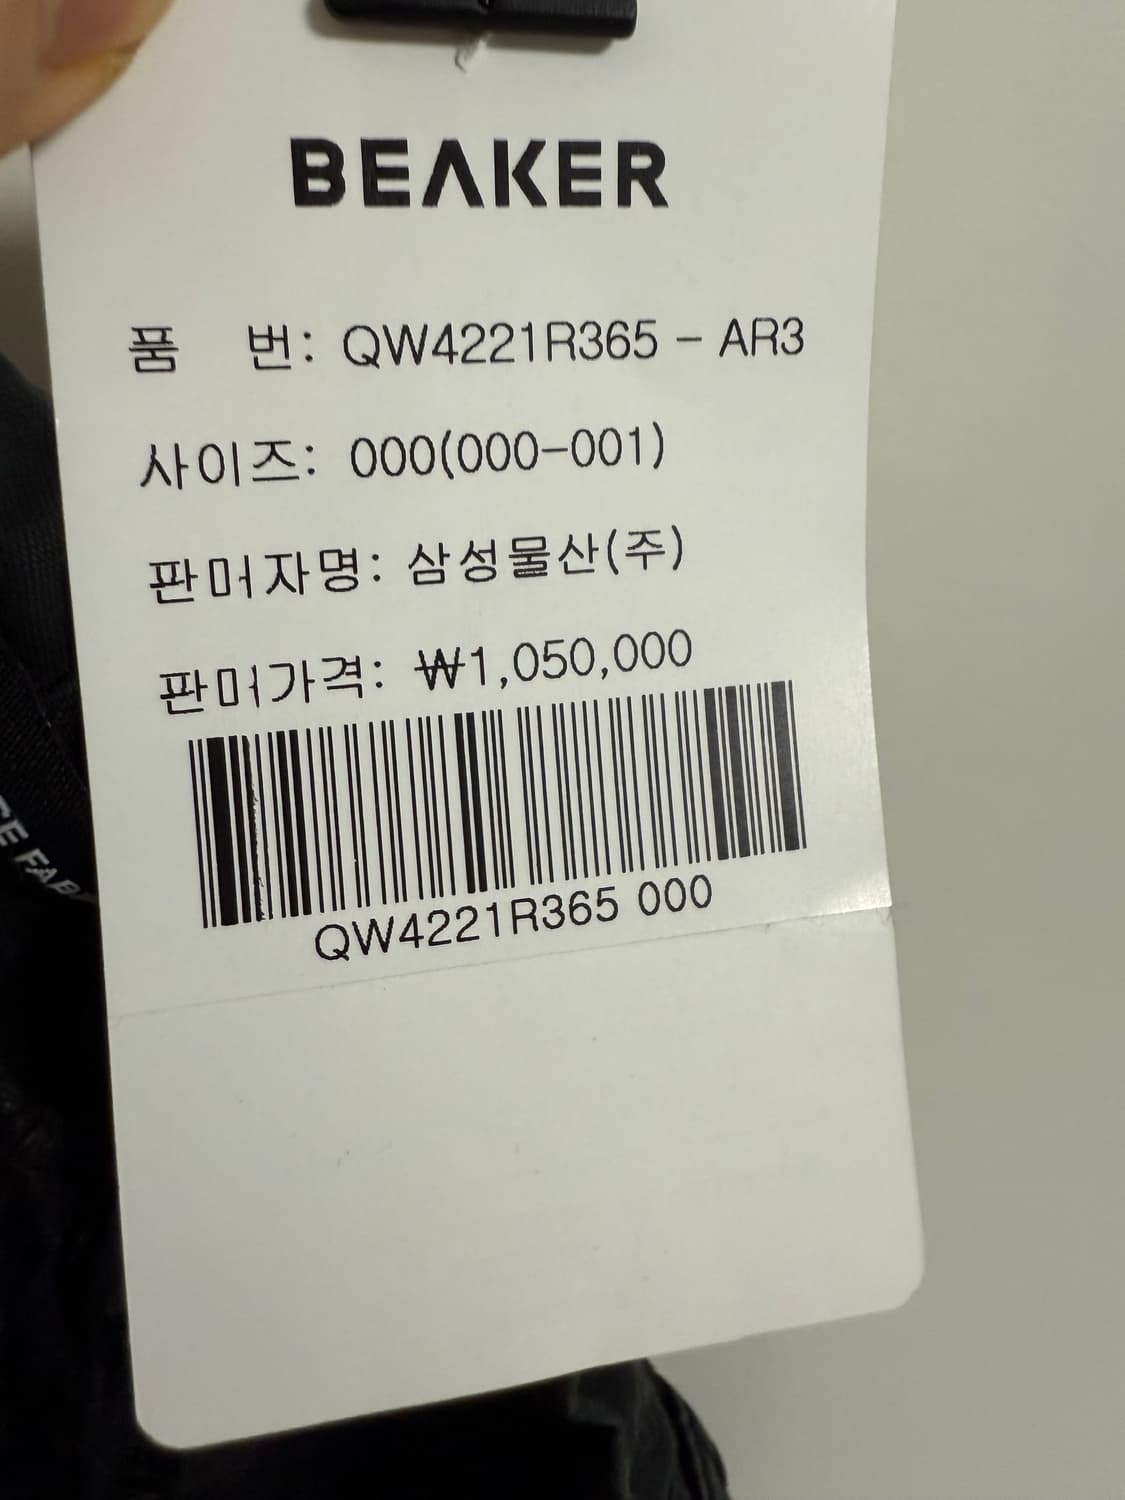 BEAKER
품 번: QW4221R365 - AR3
사이즈: 000(000-001)
판매자명: 삼성물산(주)
판매가격: ₩1,050,000
QW4221R365 000